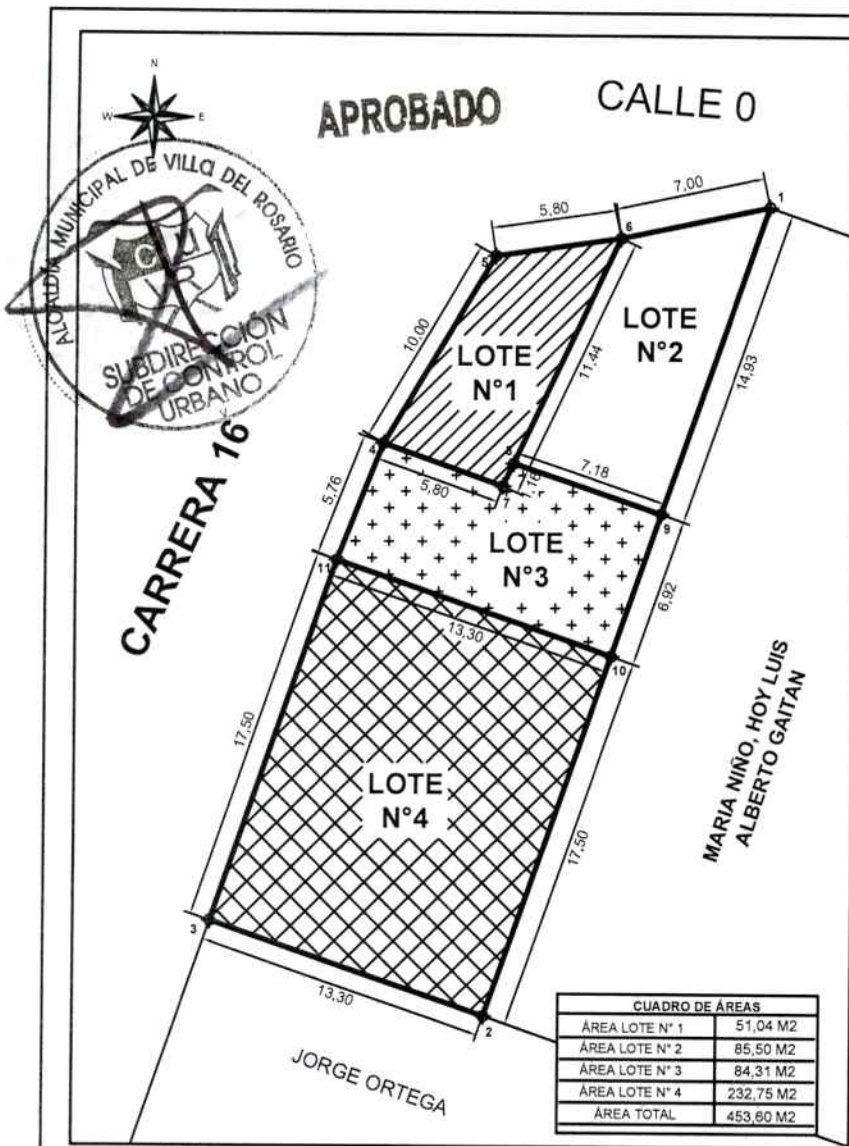 N
W E
APROBADO
CALLE 0
ALCALDÍA MUNICIPAL DE VILLA DEL ROSARIO
SUBDIRECCIÓN
DE CONTROL
URBANO
7,00
1
5,80
6
5
10,00
LOTE
N°1
11,44
LOTE
N°2
14,93
CARRERA 16
4
5,76
5,80
8
7
1,16
7,18
9
LOTE
N°3
11
13,30
6,92
10
17,50
LOTE
N°4
17,50
MARIA NIÑO, HOY LUIS
ALBERTO GAITAN
3
13,30
2
JORGE ORTEGA
CUADRO DE ÁREAS
ÁREA LOTE N° 1 51,04 M2
ÁREA LOTE N° 2 85,50 M2
ÁREA LOTE N° 3 84,31 M2
ÁREA LOTE N° 4 232,75 M2
ÁREA TOTAL 453,60 M2